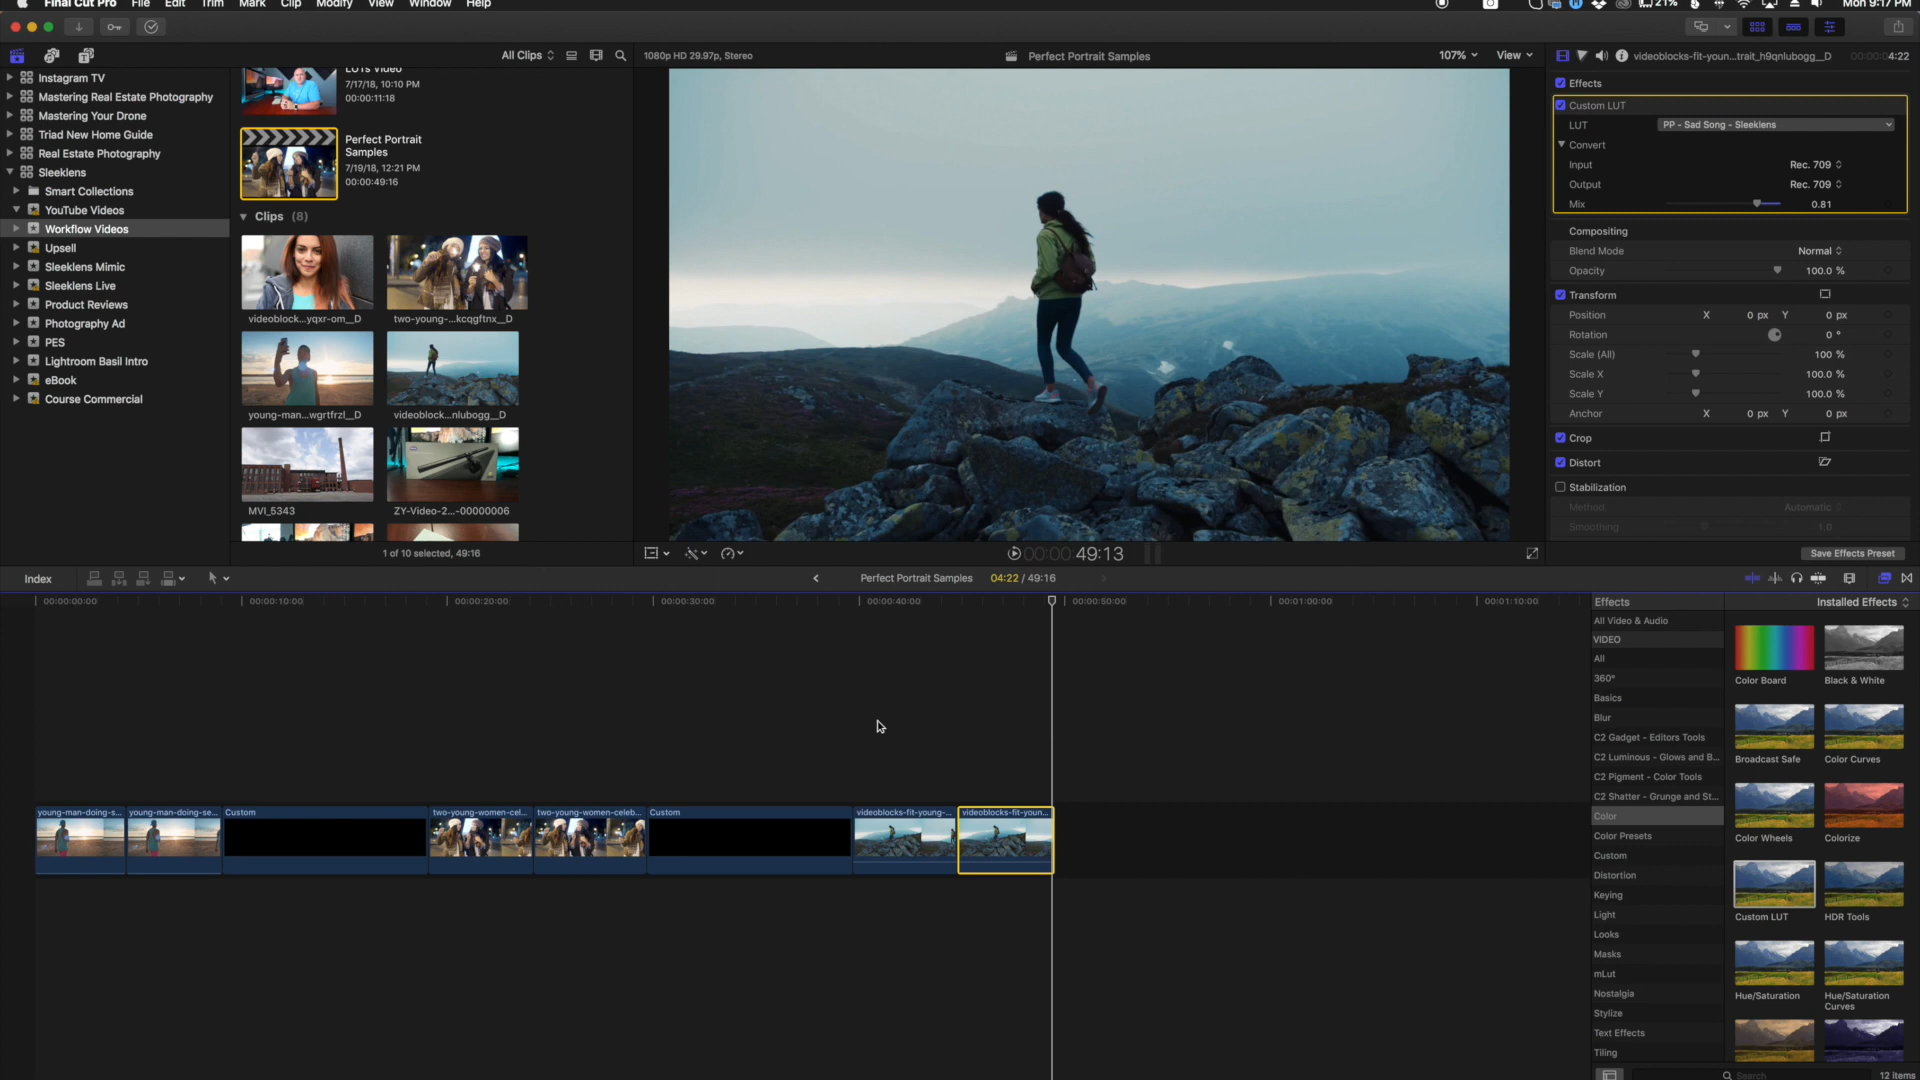 Final Cut Pro File Edit Trim Mark Clip Modify View Window Help
21% Mon 9:17 PM
All Clips
1080p HD 29.97p, Stereo
Perfect Portrait Samples
107% View
videoblocks-fit-youn...trait_h9qnlubogg__D
00:00:04:22
Instagram TV
Mastering Real Estate Photography
Mastering Your Drone
Triad New Home Guide
Real Estate Photography
Sleeklens
Smart Collections
YouTube Videos
Workflow Videos
Upsell
Sleeklens Mimic
Sleeklens Live
Product Reviews
Photography Ad
PES
Lightroom Basil Intro
eBook
Course Commercial
LUTs Video
7/17/18, 10:10 PM
00:00:11:18
Perfect Portrait
Samples
7/19/18, 12:21 PM
00:00:49:16
Clips (8)
videoblock...yqxr-om__D
two-young-...kcqgftnx__D
young-man...wgrtfrzl__D
videoblock...nlubogg__D
MVI_5343
ZY-Video-2...-00000006
1 of 10 selected, 49:16
00:00:49:13
Effects
Custom LUT
LUT PP - Sad Song - Sleeklens
Convert
Input Rec. 709
Output Rec. 709
Mix 0.81
Compositing
Blend Mode Normal
Opacity 100.0 %
Transform
Position X 0 px Y 0 px
Rotation 0 °
Scale (All) 100 %
Scale X 100.0 %
Scale Y 100.0 %
Anchor X 0 px Y 0 px
Crop
Distort
Stabilization
Method Automatic
Smoothing 1.0
Save Effects Preset
Index
Perfect Portrait Samples 04:22 / 49:16
00:00:00:00 00:00:10:00 00:00:20:00 00:00:30:00 00:00:40:00 00:00:50:00 00:01:00:00 00:01:10:00
young-man-doing-s... young-man-doing-se... Custom two-young-women-cel... two-young-women-celeb... Custom videoblocks-fit-young-... videoblocks-fit-youn...
Effects Installed Effects
All Video & Audio
VIDEO
All
360°
Basics
Blur
C2 Gadget - Editors Tools
C2 Luminous - Glows and B...
C2 Pigment - Color Tools
C2 Shatter - Grunge and St...
Color
Color Presets
Custom
Distortion
Keying
Light
Looks
Masks
mLut
Nostalgia
Stylize
Text Effects
Tiling
Color Board
Black & White
Broadcast Safe
Color Curves
Color Wheels
Colorize
Custom LUT
HDR Tools
Hue/Saturation
Hue/Saturation
Curves
Search
12 items